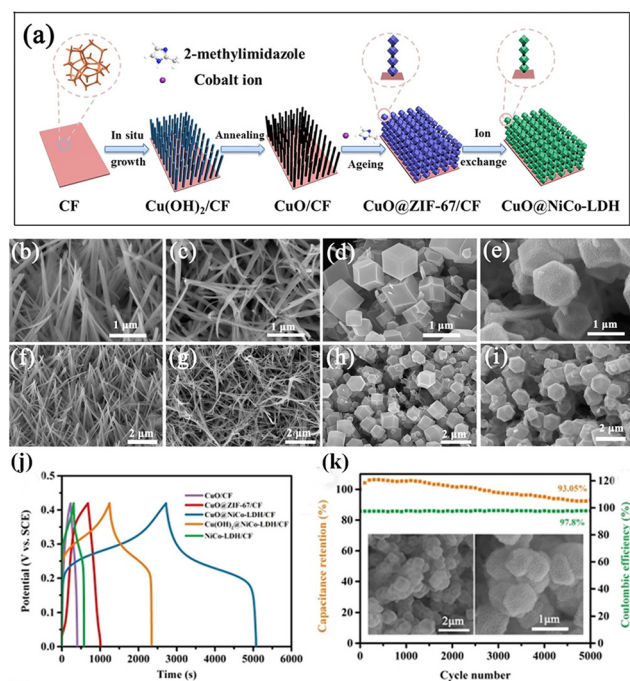 (a)
2-methylimidazole
Cobalt ion
In situ
growth
Annealing
Ageing
Ion
exchange
CF
Cu(OH)2/CF
CuO/CF
CuO@ZIF-67/CF
CuO@NiCo-LDH
(b)
1 μm
(c)
1 μm
(d)
1 μm
(e)
1 μm
(f)
2 μm
(g)
2 μm
(h)
2 μm
(i)
2 μm
(j)
Potential (V vs. SCE)
0.5
0.4
0.3
0.2
0.1
0.0
CuO/CF
CuO@ZIF-67/CF
CuO@NiCo-LDH/CF
Cu(OH)2@NiCo-LDH/CF
NiCo-LDH/CF
0 1000 2000 3000 4000 5000 6000
Time (s)
(k)
Capacitance retention (%)
100
80
60
40
20
0
93.05%
97.8%
2μm
1μm
120
100
80
60
40
20
0
Coulombic efficiency (%)
0 1000 2000 3000 4000 5000
Cycle number